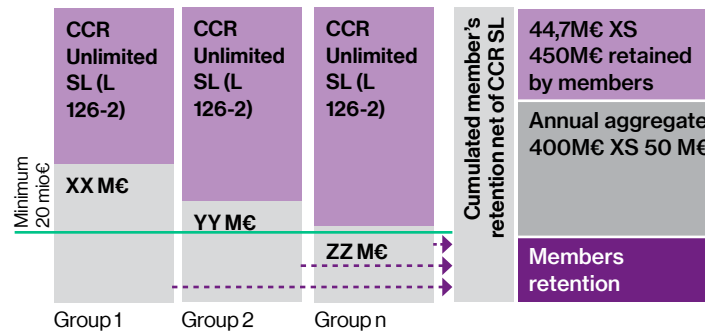 CCR
Unlimited
SL (L
126-2)
XX M€
CCR
Unlimited
SL (L
126-2)
YY M€
CCR
Unlimited
SL (L
126-2)
ZZ M€
Minimum
20 mio€
Group 1
Group 2
Group n
Cumulated member's
retention net of CCR SL
44,7M€ XS
450M€ retained
by members
Annual aggregate
400M€ XS 50 M€
Members
retention